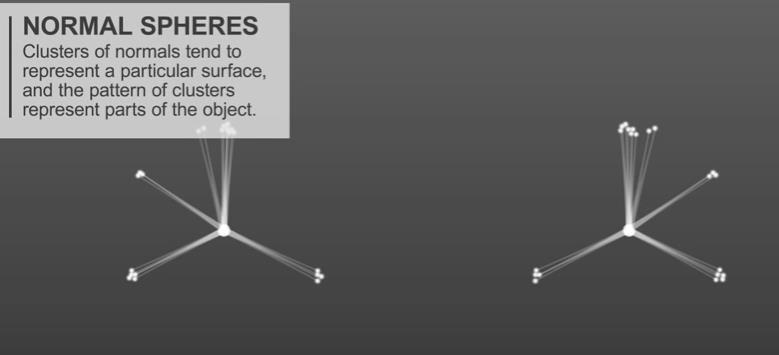 NORMAL SPHERES
Clusters of normals tend to
represent a particular surface,
and the pattern of clusters
represent parts of the object.